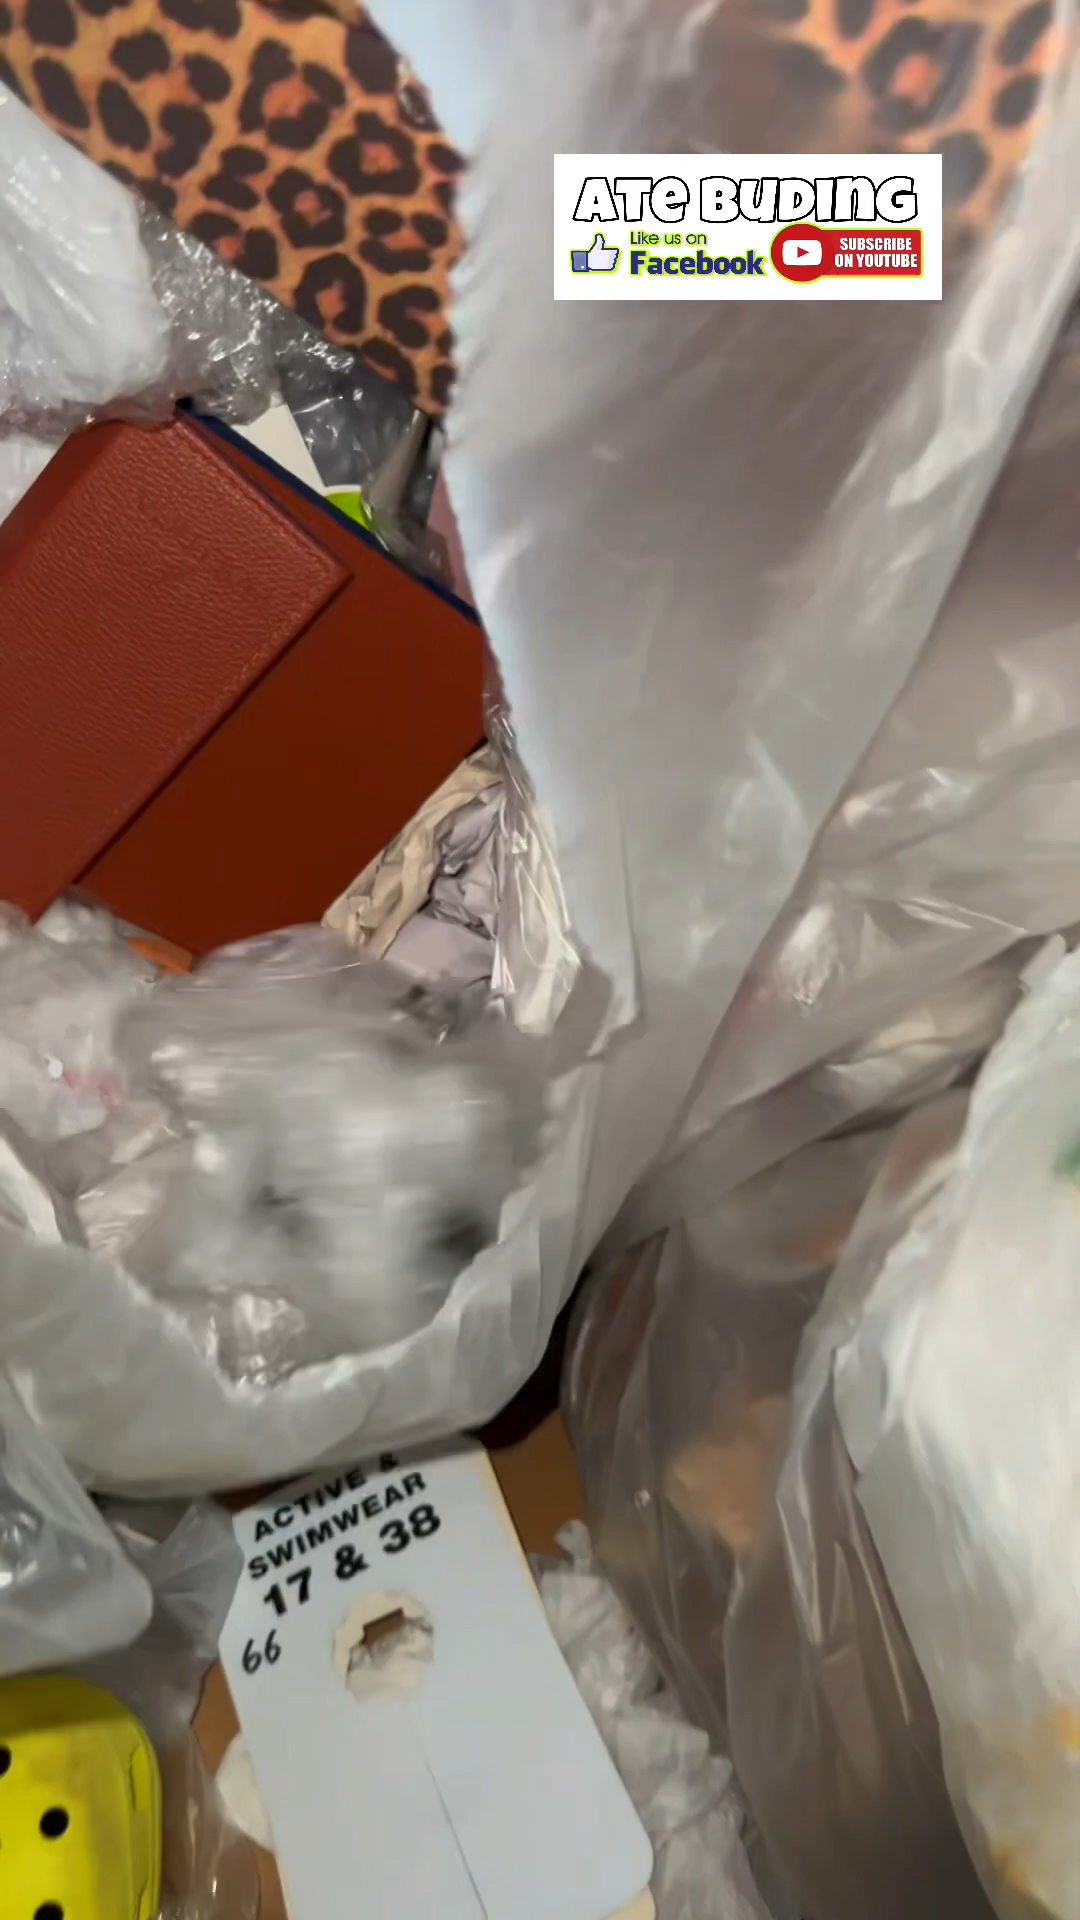 ATe BUDING
Like us on
Facebook
SUBSCRIBE
ON YOUTUBE
ACTIVE &
SWIMWEAR
17 & 38
66